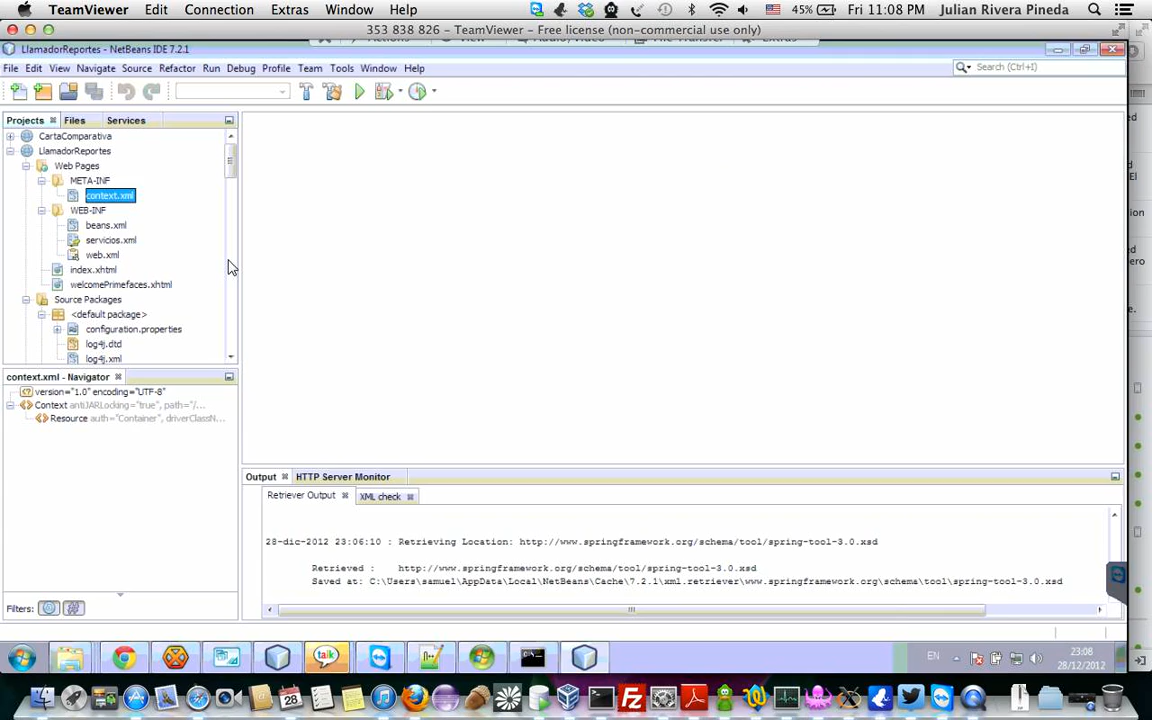 TeamViewer Edit Connection Extras Window Help 45% Fri 11:08 PM Julian Rivera Pineda
353 838 826 - TeamViewer - Free license (non-commercial use only)
LlamadorReportes - NetBeans IDE 7.2.1
File Edit View Navigate Source Refactor Run Debug Profile Team Tools Window Help Search (Ctrl+I)
Projects Files Services
CartaComparativa
LlamadorReportes
Web Pages
META-INF
context.xml
WEB-INF
beans.xml
servicios.xml
web.xml
index.xhtml
welcomePrimefaces.xhtml
Source Packages
<default package>
configuration.properties
log4j.dtd
log4j.xml
context.xml - Navigator
version="1.0" encoding="UTF-8"
Context antiJARLocking="true", path="/...
Resource auth="Container", driverClassN...
Filters:
Output HTTP Server Monitor
Retriever Output XML check
28-dic-2012 23:06:10 : Retrieving Location: http://www.springframework.org/schema/tool/spring-tool-3.0.xsd
Retrieved : http://www.springframework.org/schema/tool/spring-tool-3.0.xsd
Saved at: C:\Users\samuel\AppData\Local\NetBeans\Cache\7.2.1\xml.retriever\www.springframework.org\schema\tool\spring-tool-3.0.xsd
talk
EN 23:08
28/12/2012